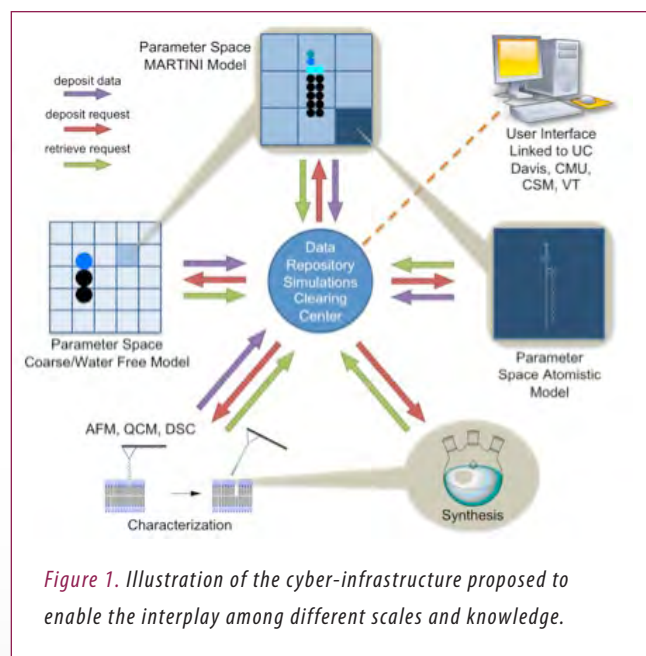 Parameter Space
MARTINI Model
deposit data
deposit request
retrieve request
User Interface
Linked to UC
Davis, CMU,
CSM, VT
Data
Repository
Simulations
Clearing
Center
Parameter Space
Coarse/Water Free Model
Parameter
Space Atomistic
Model
AFM, QCM, DSC
Characterization
Synthesis
Figure 1. Illustration of the cyber-infrastructure proposed to
enable the interplay among different scales and knowledge.